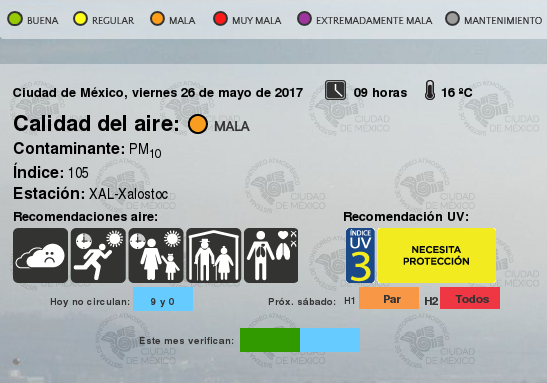 BUENA REGULAR MALA MUY MALA EXTREMADAMENTE MALA MANTENIMIENTO
Ciudad de México, viernes 26 de mayo de 2017 09 horas 16 ºC
Calidad del aire: MALA
Contaminante: PM10
Índice: 105
Estación: XAL-Xalostoc
Recomendaciones aire: Recomendación UV:
ÍNDICE UV 3 NECESITA PROTECCIÓN
Hoy no circulan: 9 y 0 Próx. sábado: H1 Par H2 Todos
Este mes verifican: